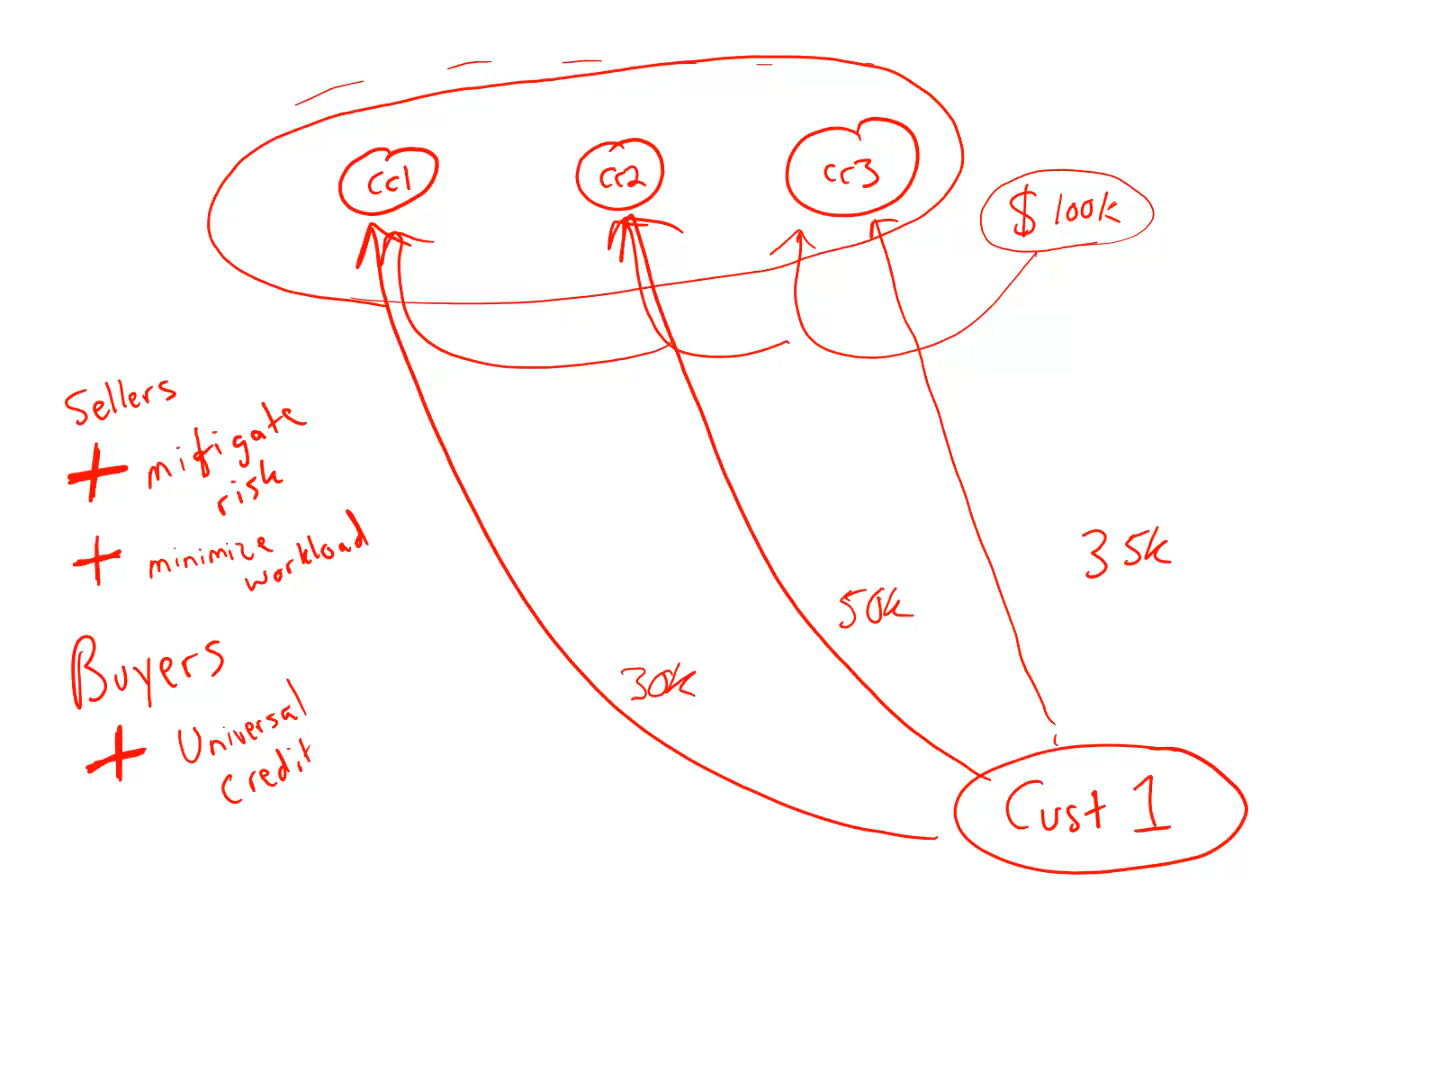 cc1
cc2
cc3
$100k
Sellers
+ mitigate
risk
+ minimize
workload
35k
50k
30k
Buyers
+ Universal
credit
Cust 1